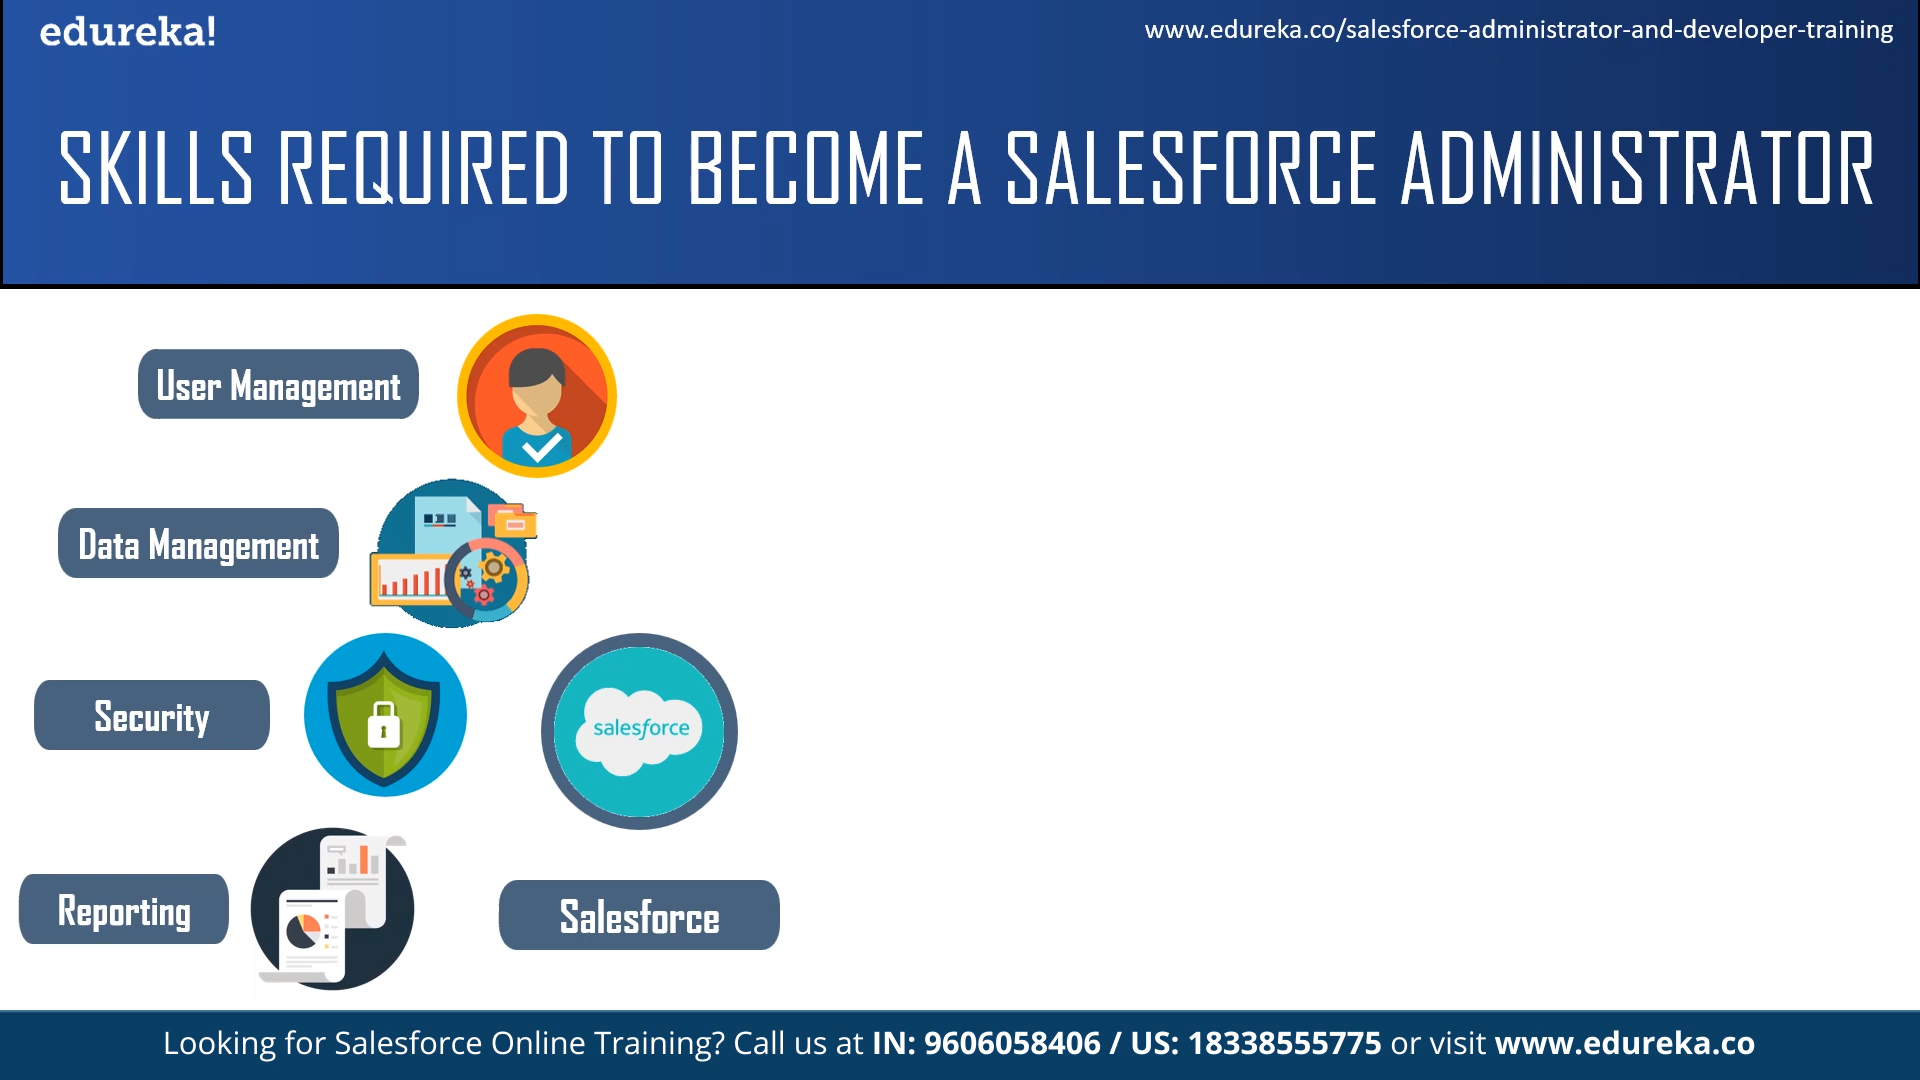 edureka!
www.edureka.co/salesforce-administrator-and-developer-training
SKILLS REQUIRED TO BECOME A SALESFORCE ADMINISTRATOR
User Management
Data Management
Security
salesforce
Reporting
Salesforce
Looking for Salesforce Online Training? Call us at IN: 9606058406 / US: 18338555775 or visit www.edureka.co